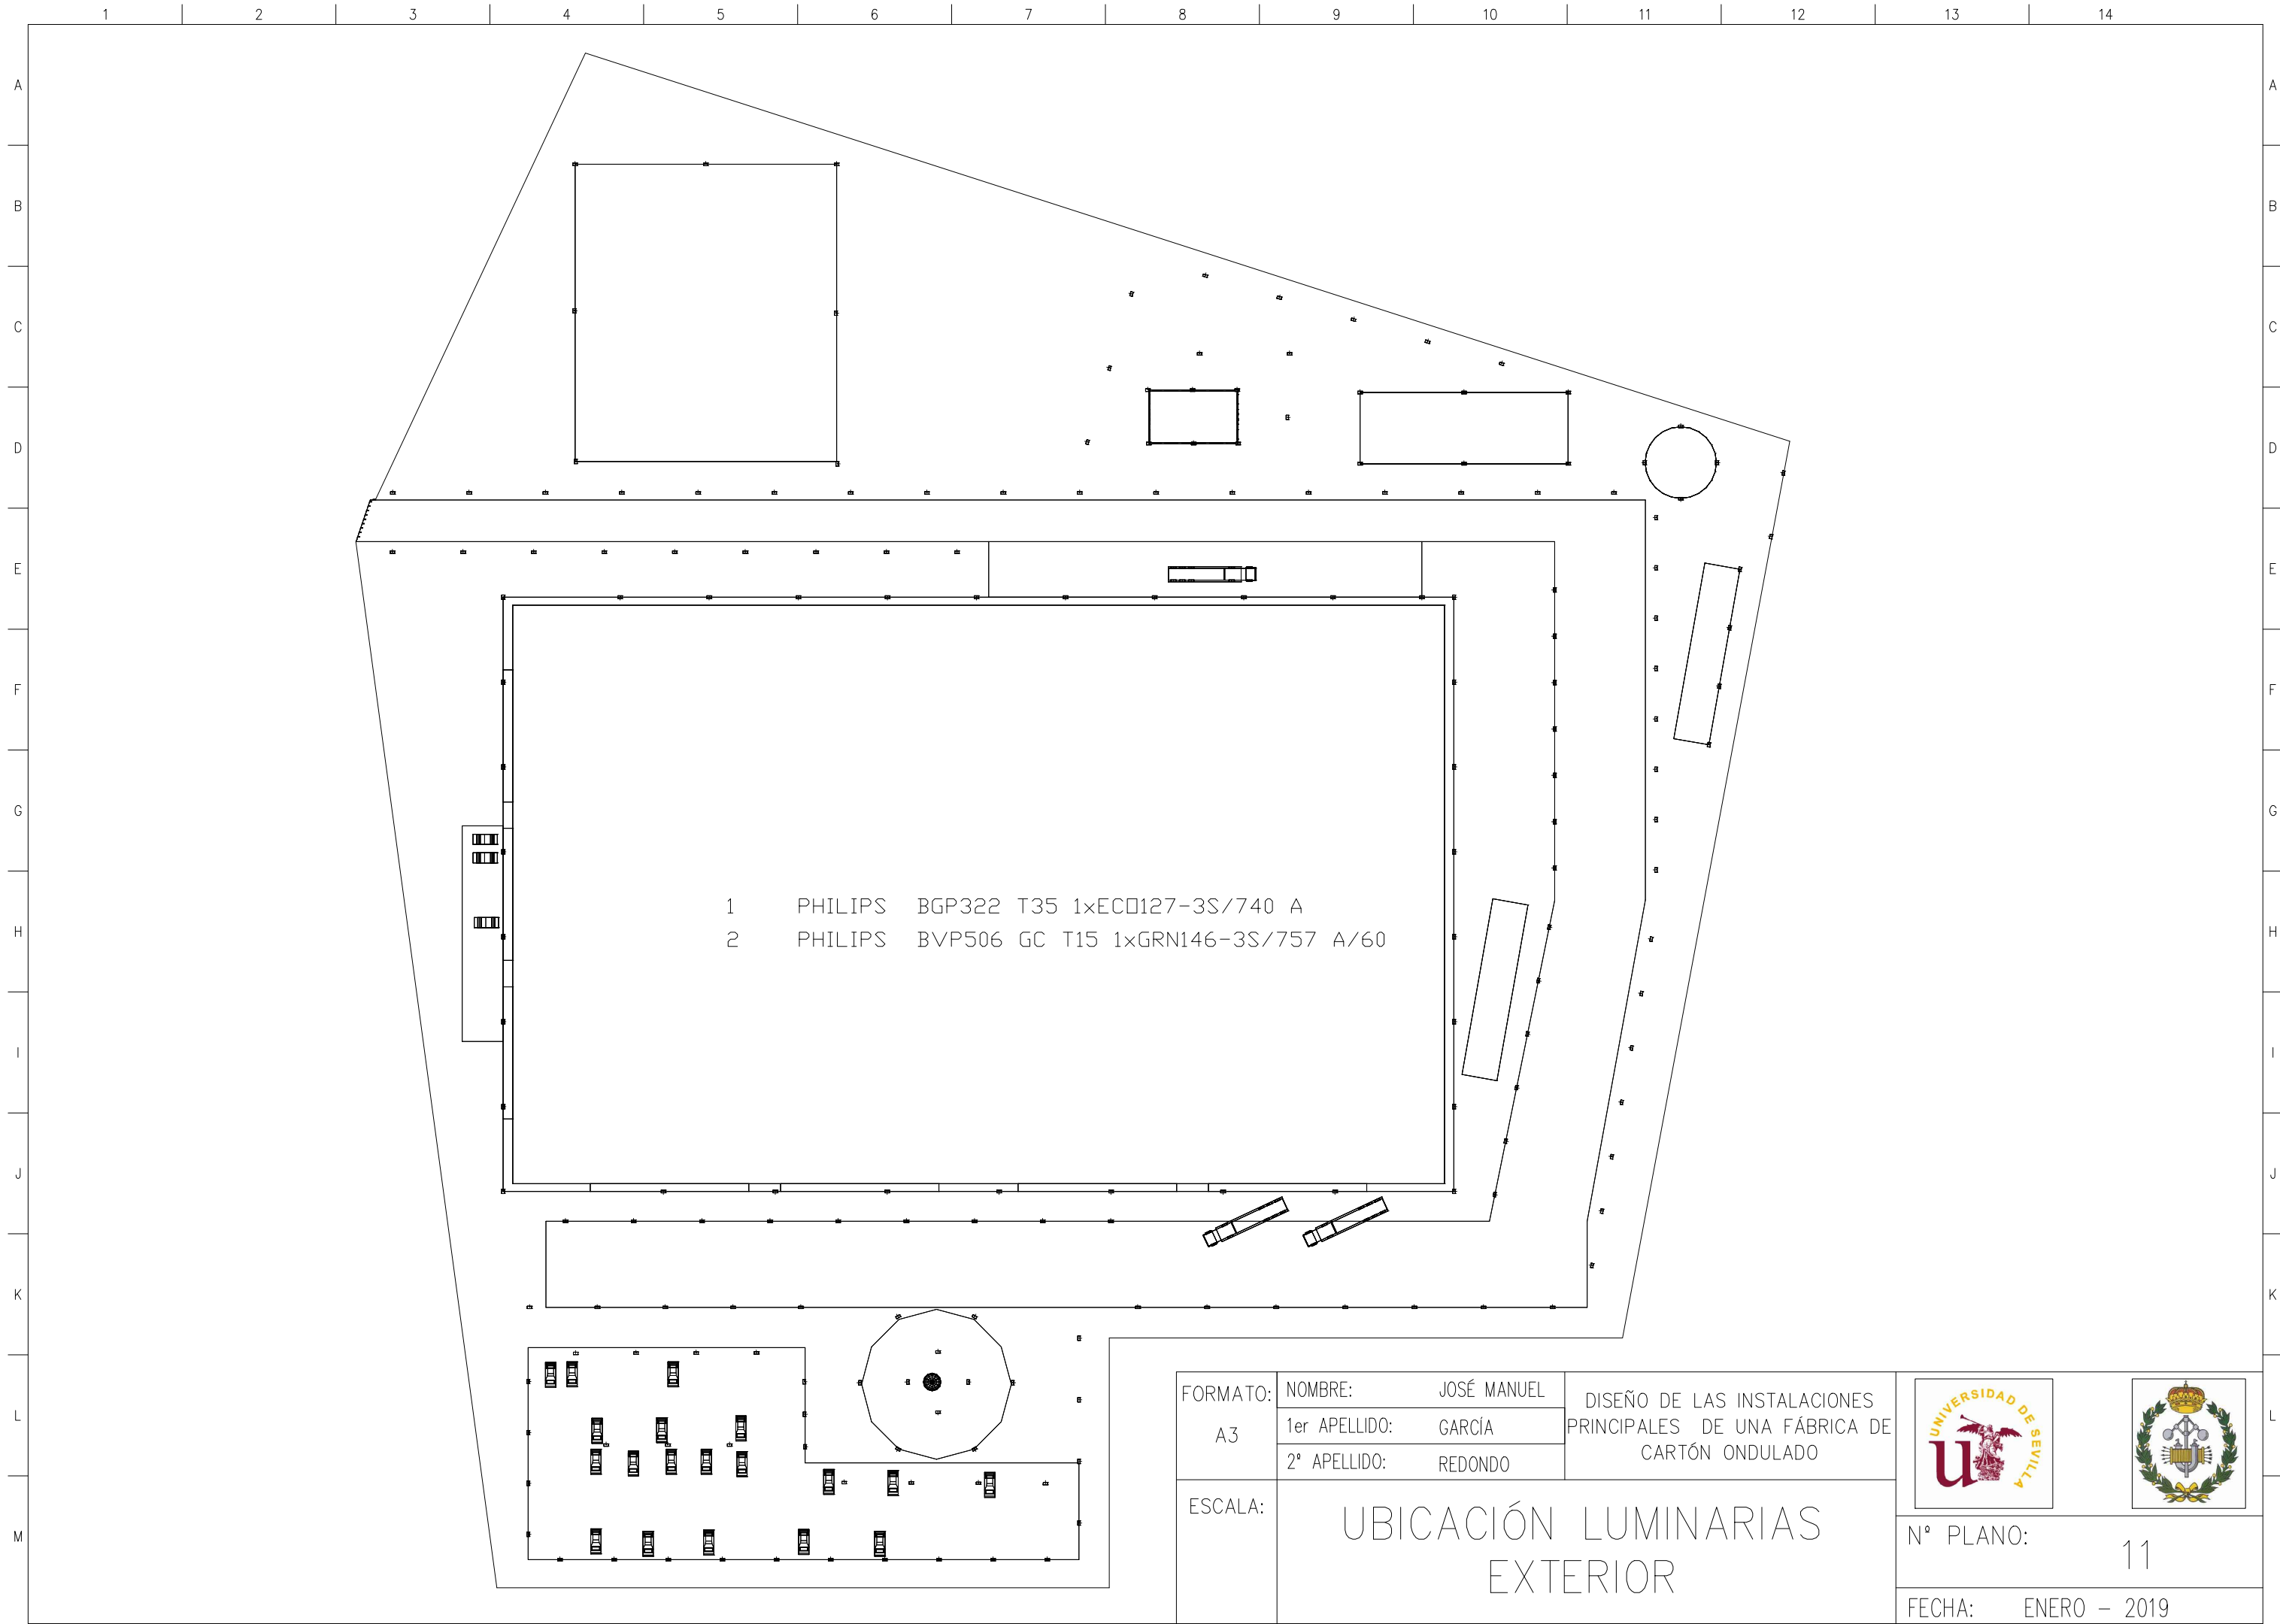 1 2 3 4 5 6 7 8 9 10 11 12 13 14
A A
B B
C C
D D
E E
F F
G G
H H
I I
J J
K K
L L
M
1 PHILIPS BGP322 T35 1xECO127-3S/740 A
2 PHILIPS BVP506 GC T15 1xGRN146-3S/757 A/60
FORMATO:
A3
NOMBRE: JOSÉ MANUEL
1er APELLIDO: GARCÍA
2º APELLIDO: REDONDO
DISEÑO DE LAS INSTALACIONES
PRINCIPALES DE UNA FÁBRICA DE
CARTÓN ONDULADO
UNIVERSIDAD DE SEVILLA
u
ESCALA:
UBICACIÓN LUMINARIAS
EXTERIOR
Nº PLANO:
11
FECHA: ENERO - 2019